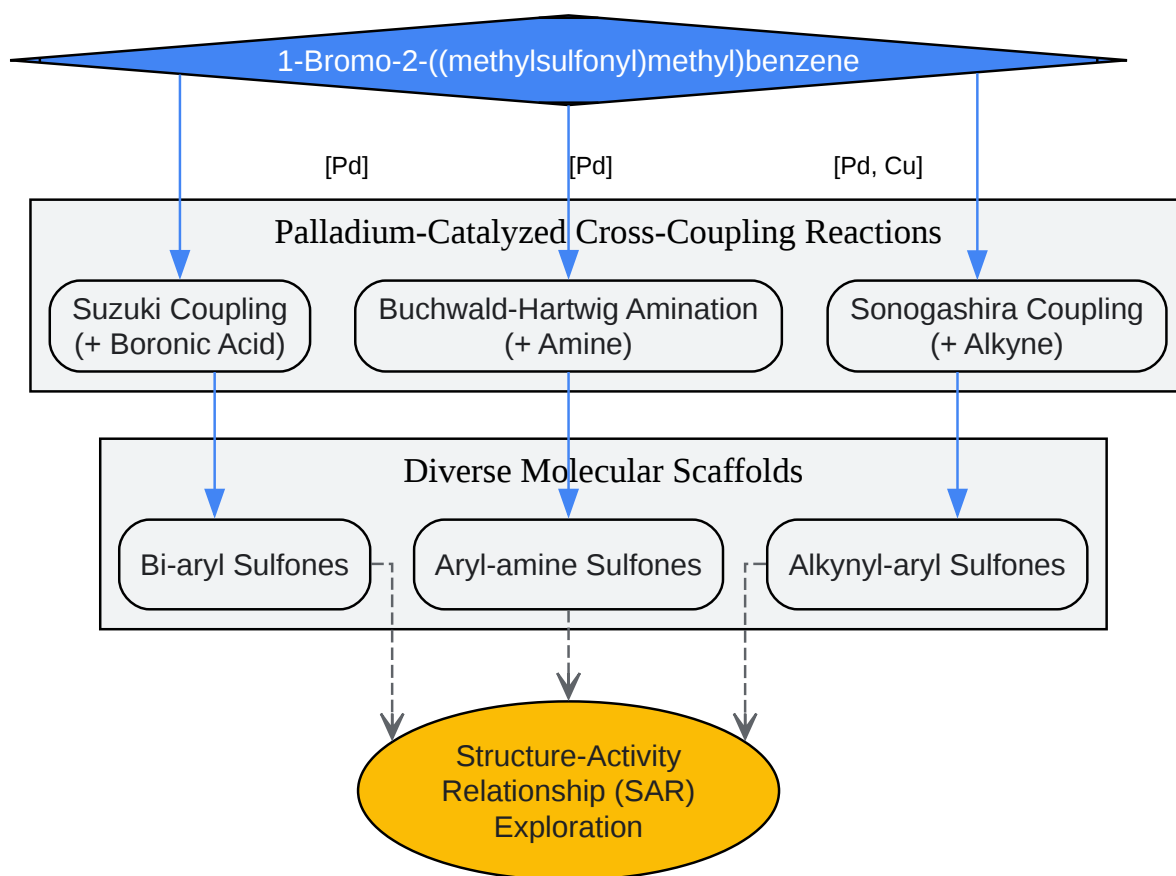 1-Bromo-2-((methylsulfonyl)methyl)benzene
[Pd]
[Pd]
[Pd, Cu]
Palladium-Catalyzed Cross-Coupling Reactions
Suzuki Coupling
(+ Boronic Acid)
Buchwald-Hartwig Amination
(+ Amine)
Sonogashira Coupling
(+ Alkyne)
Diverse Molecular Scaffolds
Bi-aryl Sulfones
Aryl-amine Sulfones
Alkynyl-aryl Sulfones
Structure-Activity
Relationship (SAR)
Exploration